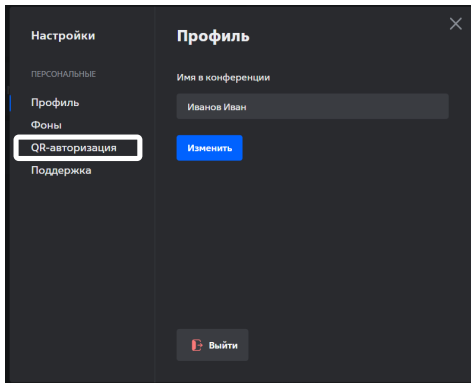 Настройки
ПЕРСОНАЛЬНЫЕ
Профиль
Фоны
QR-авторизация
Поддержка
Профиль
Имя в конференции
Иванов Иван
Изменить
Выйти